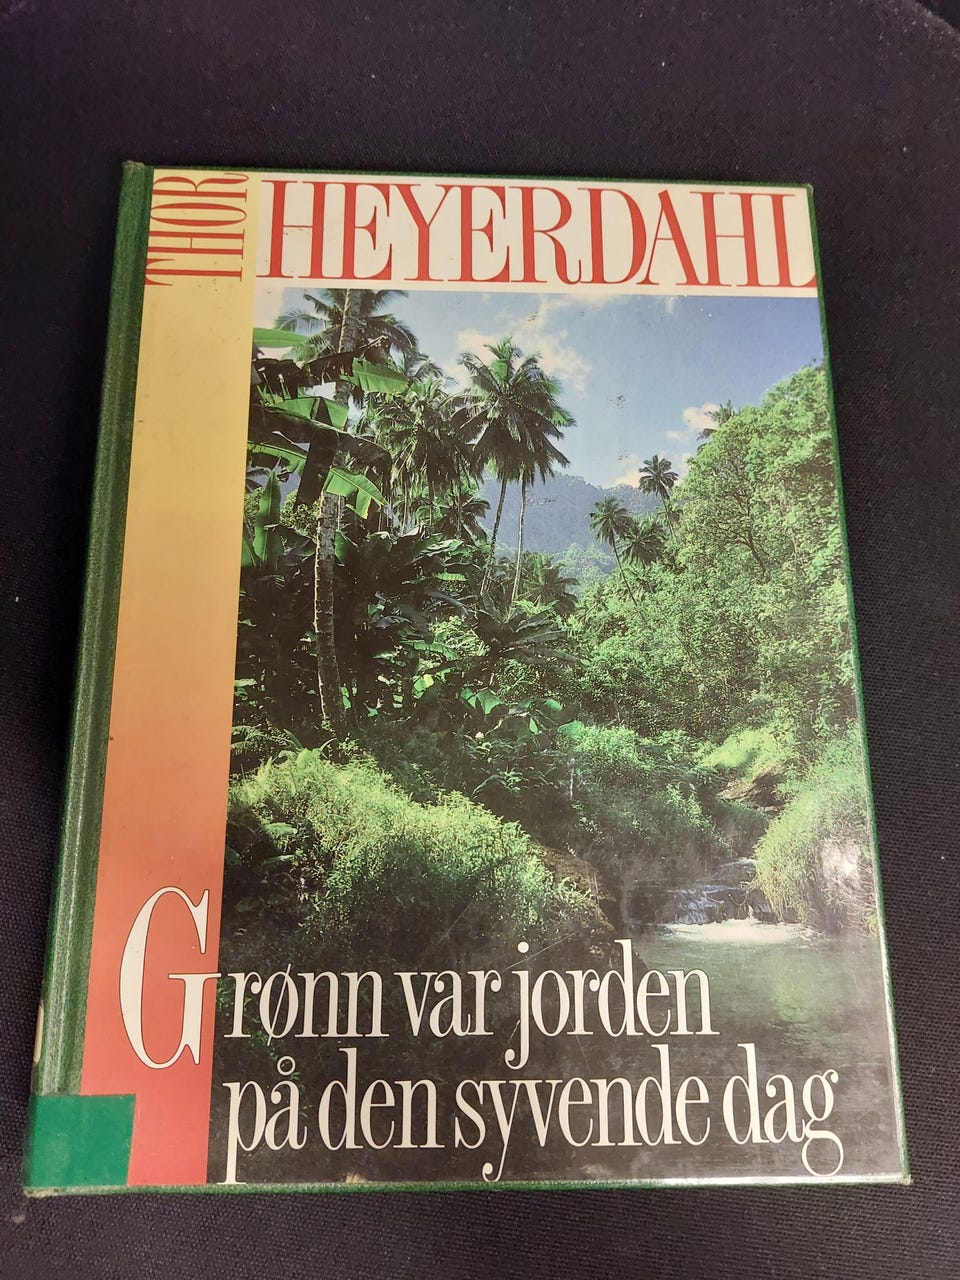 THOR
HEYERDAHL
Grønn var jorden
på den syvende dag